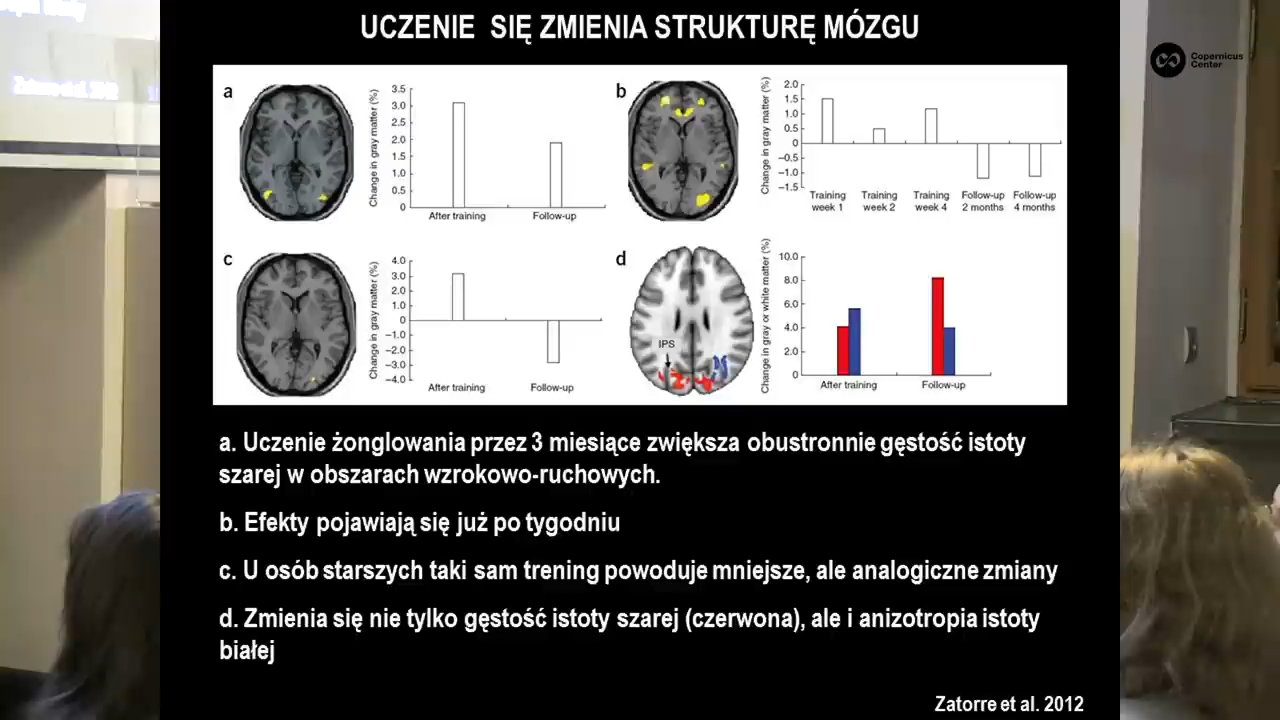 UCZENIE SIĘ ZMIENIA STRUKTURĘ MÓZGU
Copernicus
Center
Zatorre et al. 2012
a
Change in gray matter (%)
3.5
3.0
2.5
2.0
1.5
1.0
0.5
0
After training
Follow-up
b
Change in gray matter (%)
2.0
1.5
1.0
0.5
0
−0.5
−1.0
−1.5
Training week 1
Training week 2
Training week 4
Follow-up 2 months
Follow-up 4 months
c
Change in gray matter (%)
4.0
3.0
2.0
1.0
0
−1.0
−2.0
−3.0
−4.0
After training
Follow-up
d
IPS
Change in gray or white matter (%)
10.0
8.0
6.0
4.0
2.0
0
After training
Follow-up
a. Uczenie żonglowania przez 3 miesiące zwiększa obustronnie gęstość istoty
szarej w obszarach wzrokowo-ruchowych.
b. Efekty pojawiają się już po tygodniu
c. U osób starszych taki sam trening powoduje mniejsze, ale analogiczne zmiany
d. Zmienia się nie tylko gęstość istoty szarej (czerwona), ale i anizotropia istoty
białej
Zatorre et al. 2012